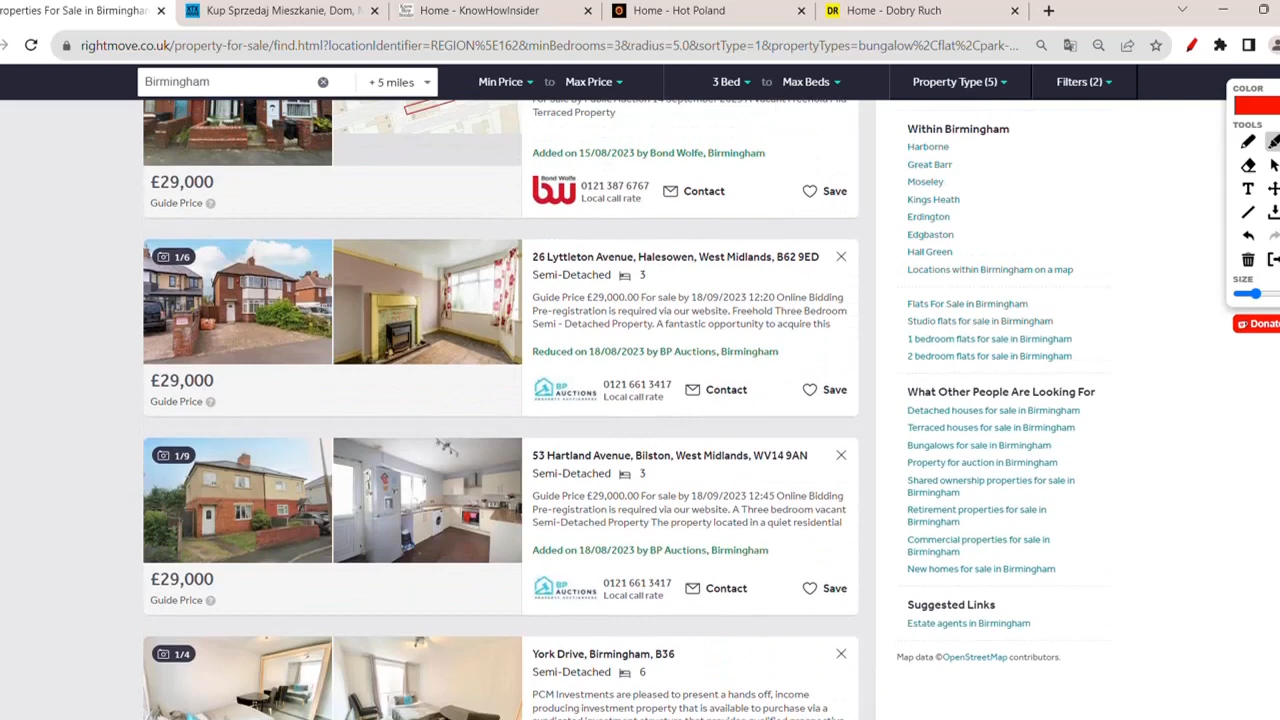 roperties For Sale in Birminghan
Kup Sprzedaj Mieszkanie, Dom, M
Home - KnowHowInsider
Home - Hot Poland
DR
Home - Dobry Ruch
rightmove.co.uk/property-for-sale/find.html?locationIdentifier=REGION%5E162&minBedrooms=3&radius=5.0&sortType=1&propertyTypes=bungalow%2Cflat%2Cpark-...
Birmingham
+ 5 miles
Min Price to Max Price
3 Bed to Max Beds
Property Type (5)
Filters (2)
COLOR
TOOLS
SIZE
Donate
Terraced Property
Added on 15/08/2023 by Bond Wolfe, Birmingham
£29,000
Guide Price
Bond Wolfe
bw
0121 387 6767
Local call rate
Contact
Save
1/6
26 Lyttleton Avenue, Halesowen, West Midlands, B62 9ED
Semi-Detached 3
Guide Price £29,000.00 For sale by 18/09/2023 12:20 Online Bidding
Pre-registration is required via our website. Freehold Three Bedroom
Semi - Detached Property. A fantastic opportunity to acquire this
Reduced on 18/08/2023 by BP Auctions, Birmingham
£29,000
Guide Price
BP
AUCTIONS
0121 661 3417
Local call rate
Contact
Save
1/9
53 Hartland Avenue, Bilston, West Midlands, WV14 9AN
Semi-Detached 3
Guide Price £29,000.00 For sale by 18/09/2023 12:45 Online Bidding
Pre-registration is required via our website. A Three bedroom vacant
Semi-Detached Property The property located in a quiet residential
Added on 18/08/2023 by BP Auctions, Birmingham
£29,000
Guide Price
BP
AUCTIONS
0121 661 3417
Local call rate
Contact
Save
1/4
York Drive, Birmingham, B36
Semi-Detached 6
PCM Investments are pleased to present a hands off, income
producing investment property that is available to purchase via a
Within Birmingham
Harborne
Great Barr
Moseley
Kings Heath
Erdington
Edgbaston
Hall Green
Locations within Birmingham on a map
Flats For Sale in Birmingham
Studio flats for sale in Birmingham
1 bedroom flats for sale in Birmingham
2 bedroom flats for sale in Birmingham
What Other People Are Looking For
Detached houses for sale in Birmingham
Terraced houses for sale in Birmingham
Bungalows for sale in Birmingham
Property for auction in Birmingham
Shared ownership properties for sale in
Birmingham
Retirement properties for sale in
Birmingham
Commercial properties for sale in
Birmingham
New homes for sale in Birmingham
Suggested Links
Estate agents in Birmingham
Map data ©OpenStreetMap contributors.